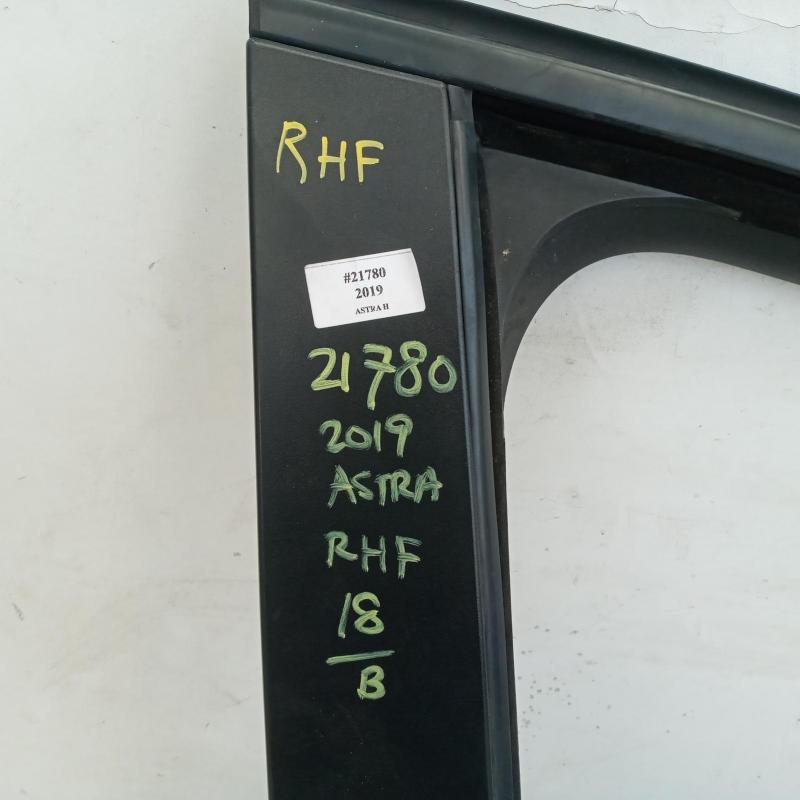 RHF
#21780
2019
ASTRA H
21780
2019
ASTRA
RHF
18
B